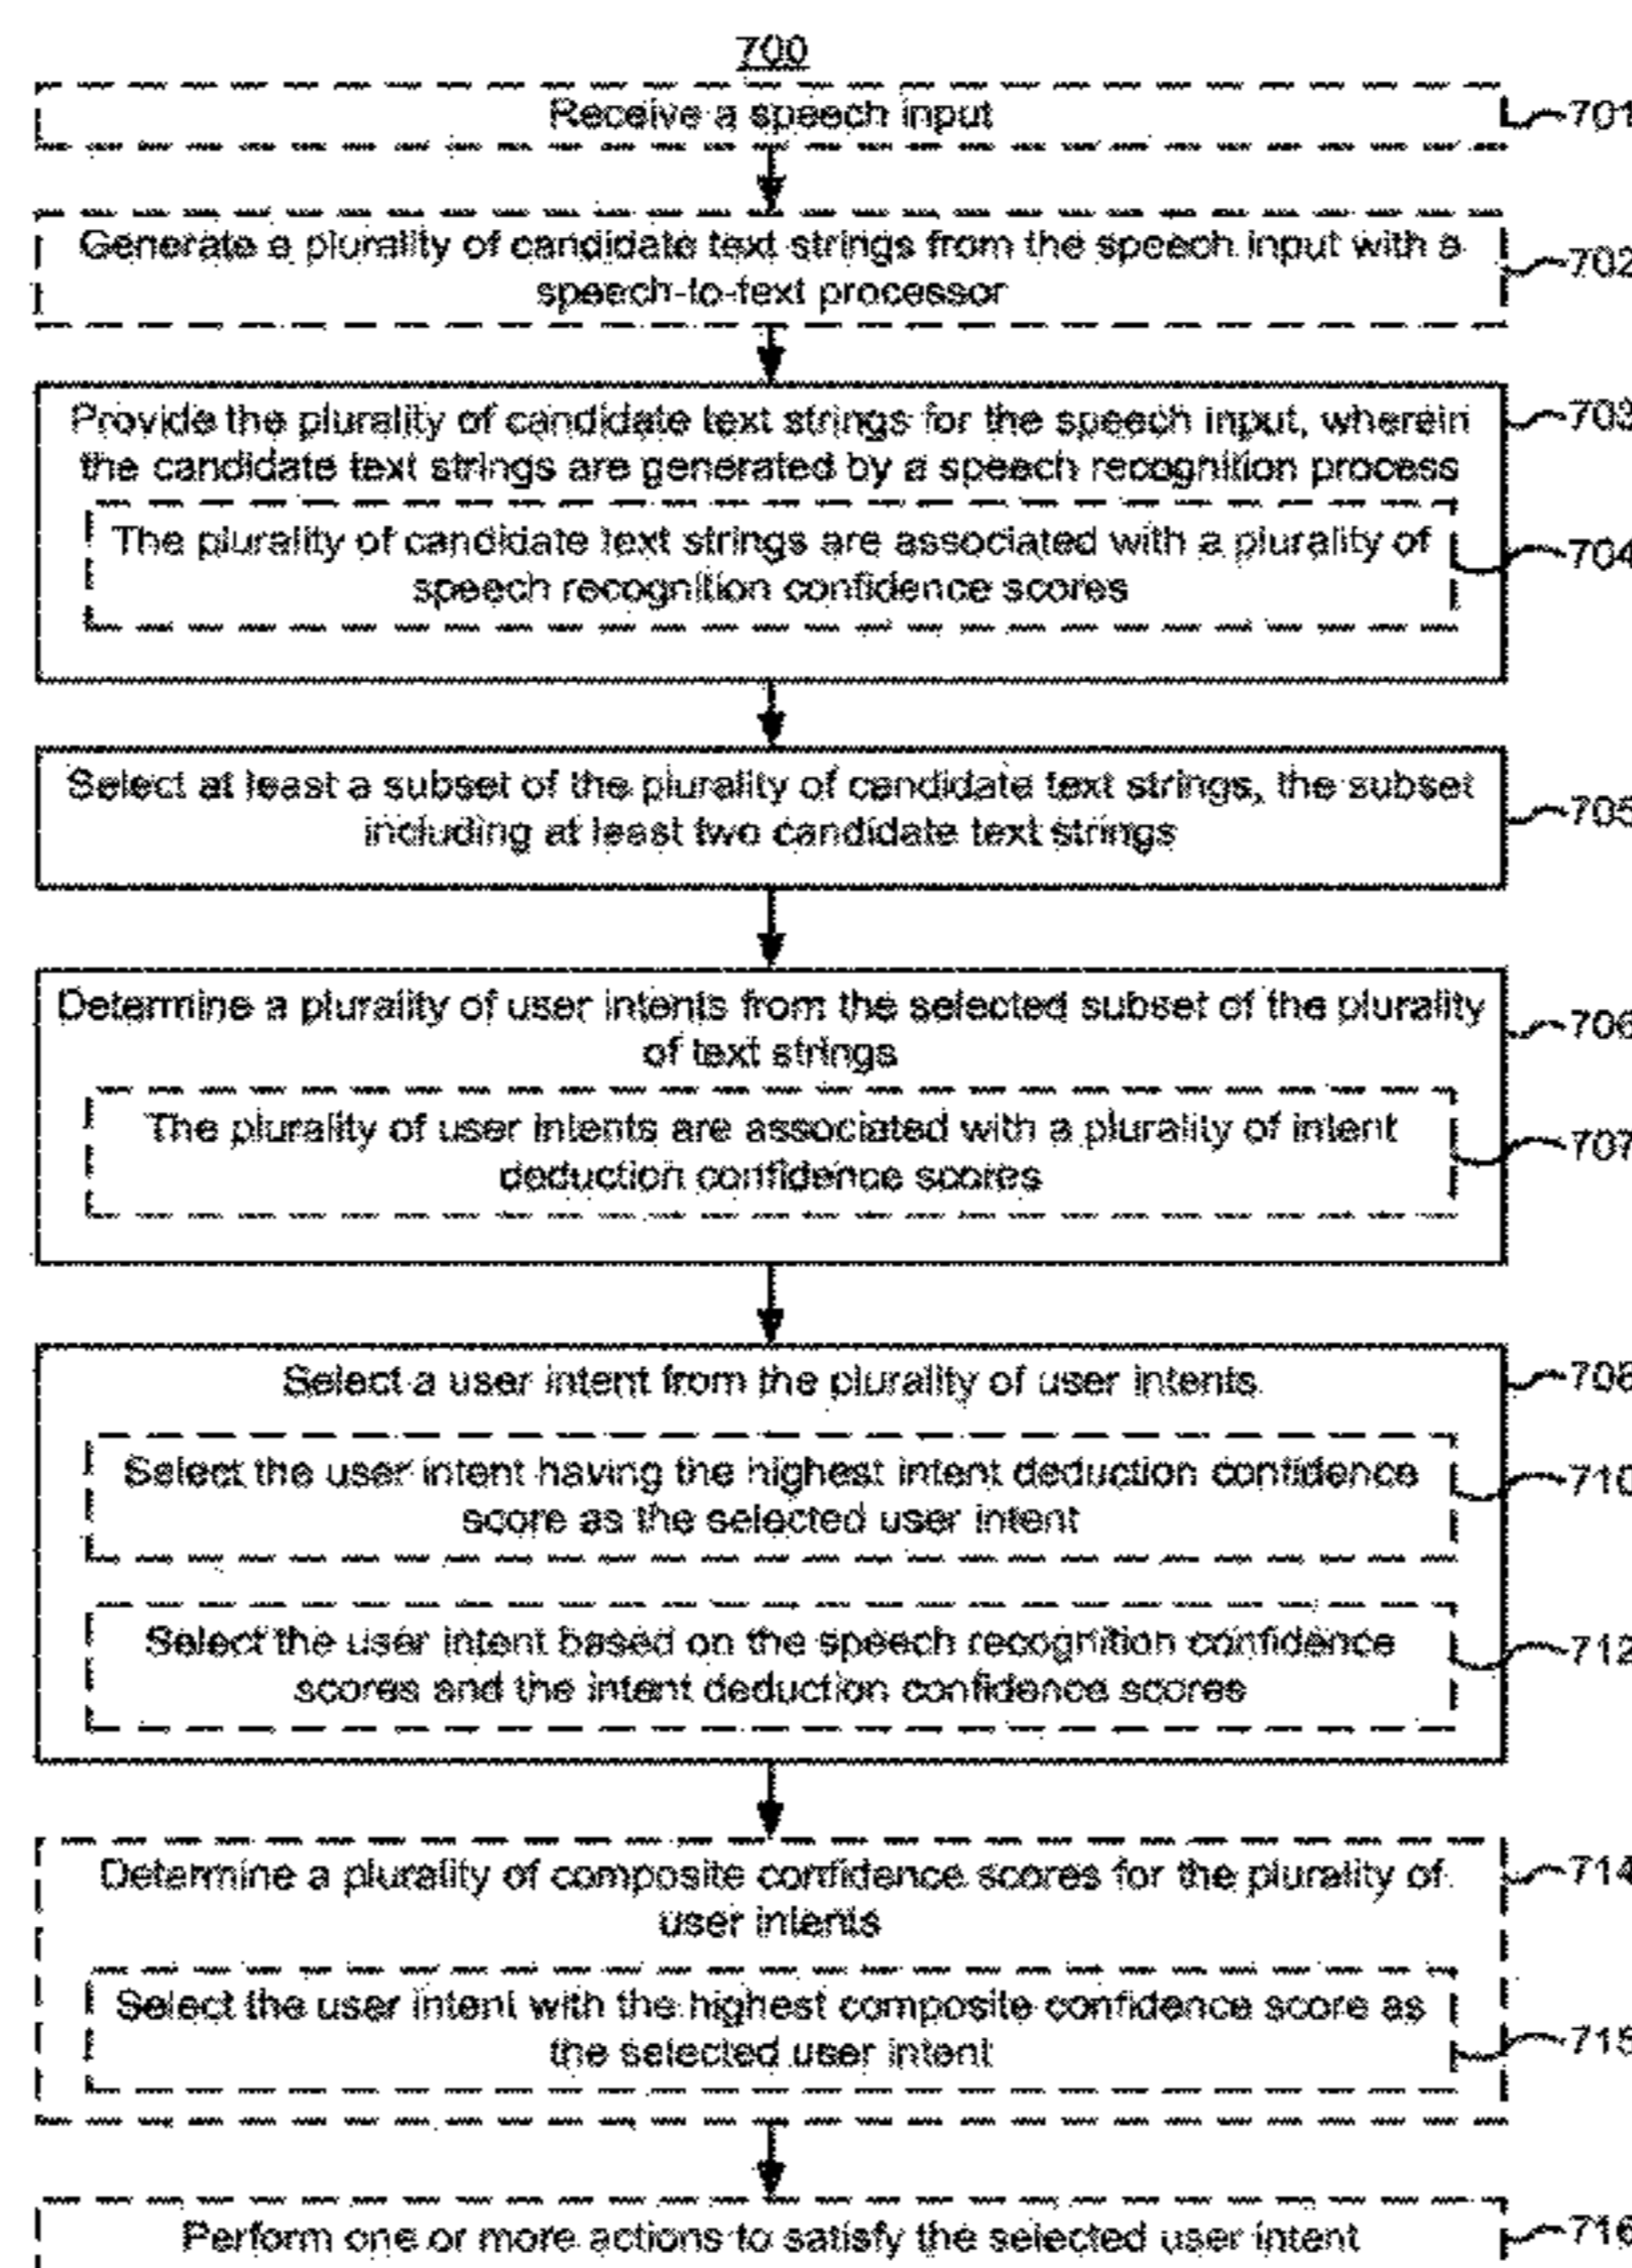 700
Receive a speech input
701
Generate a plurality of candidate text strings from the speech input with a
speech-to-text processor
702
Provide the plurality of candidate text strings for the speech input, wherein
the candidate text strings are generated by a speech recognition process
703
The plurality of candidate text strings are associated with a plurality of
speech recognition confidence scores
704
Select at least a subset of the plurality of candidate text strings, the subset
including at least two candidate text strings
705
Determine a plurality of user intents from the selected subset of the plurality
of text strings
706
The plurality of user intents are associated with a plurality of intent
deduction confidence scores
707
Select a user intent from the plurality of user intents
708
Select the user intent having the highest intent deduction confidence
score as the selected user intent
710
Select the user intent based on the speech recognition confidence
scores and the intent deduction confidence scores
712
Determine a plurality of composite confidence scores for the plurality of
user intents
714
Select the user intent with the highest composite confidence score as
the selected user intent
715
Perform one or more actions to satisfy the selected user intent
716